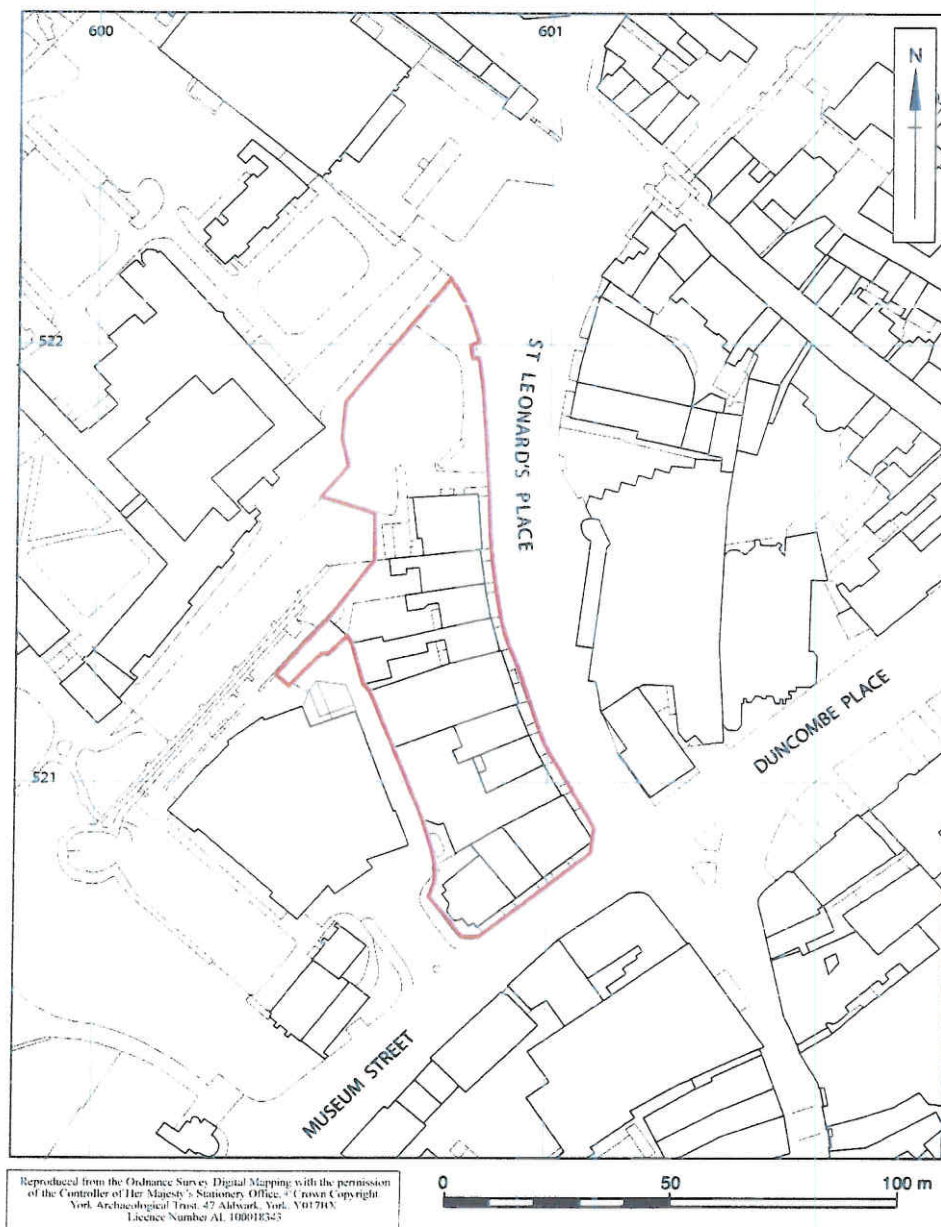 600
601
N
522
ST LEONARD'S PLACE
DUNCOMBE PLACE
521
MUSEUM STREET
Reproduced from the Ordnance Survey Digital Mapping with the permission
of the Controller of Her Majesty's Stationery Office, © Crown Copyright
York Archaeological Trust, 47 Aldwark, York, YO17BX
Licence Number AL 100018343
0 50 100 m